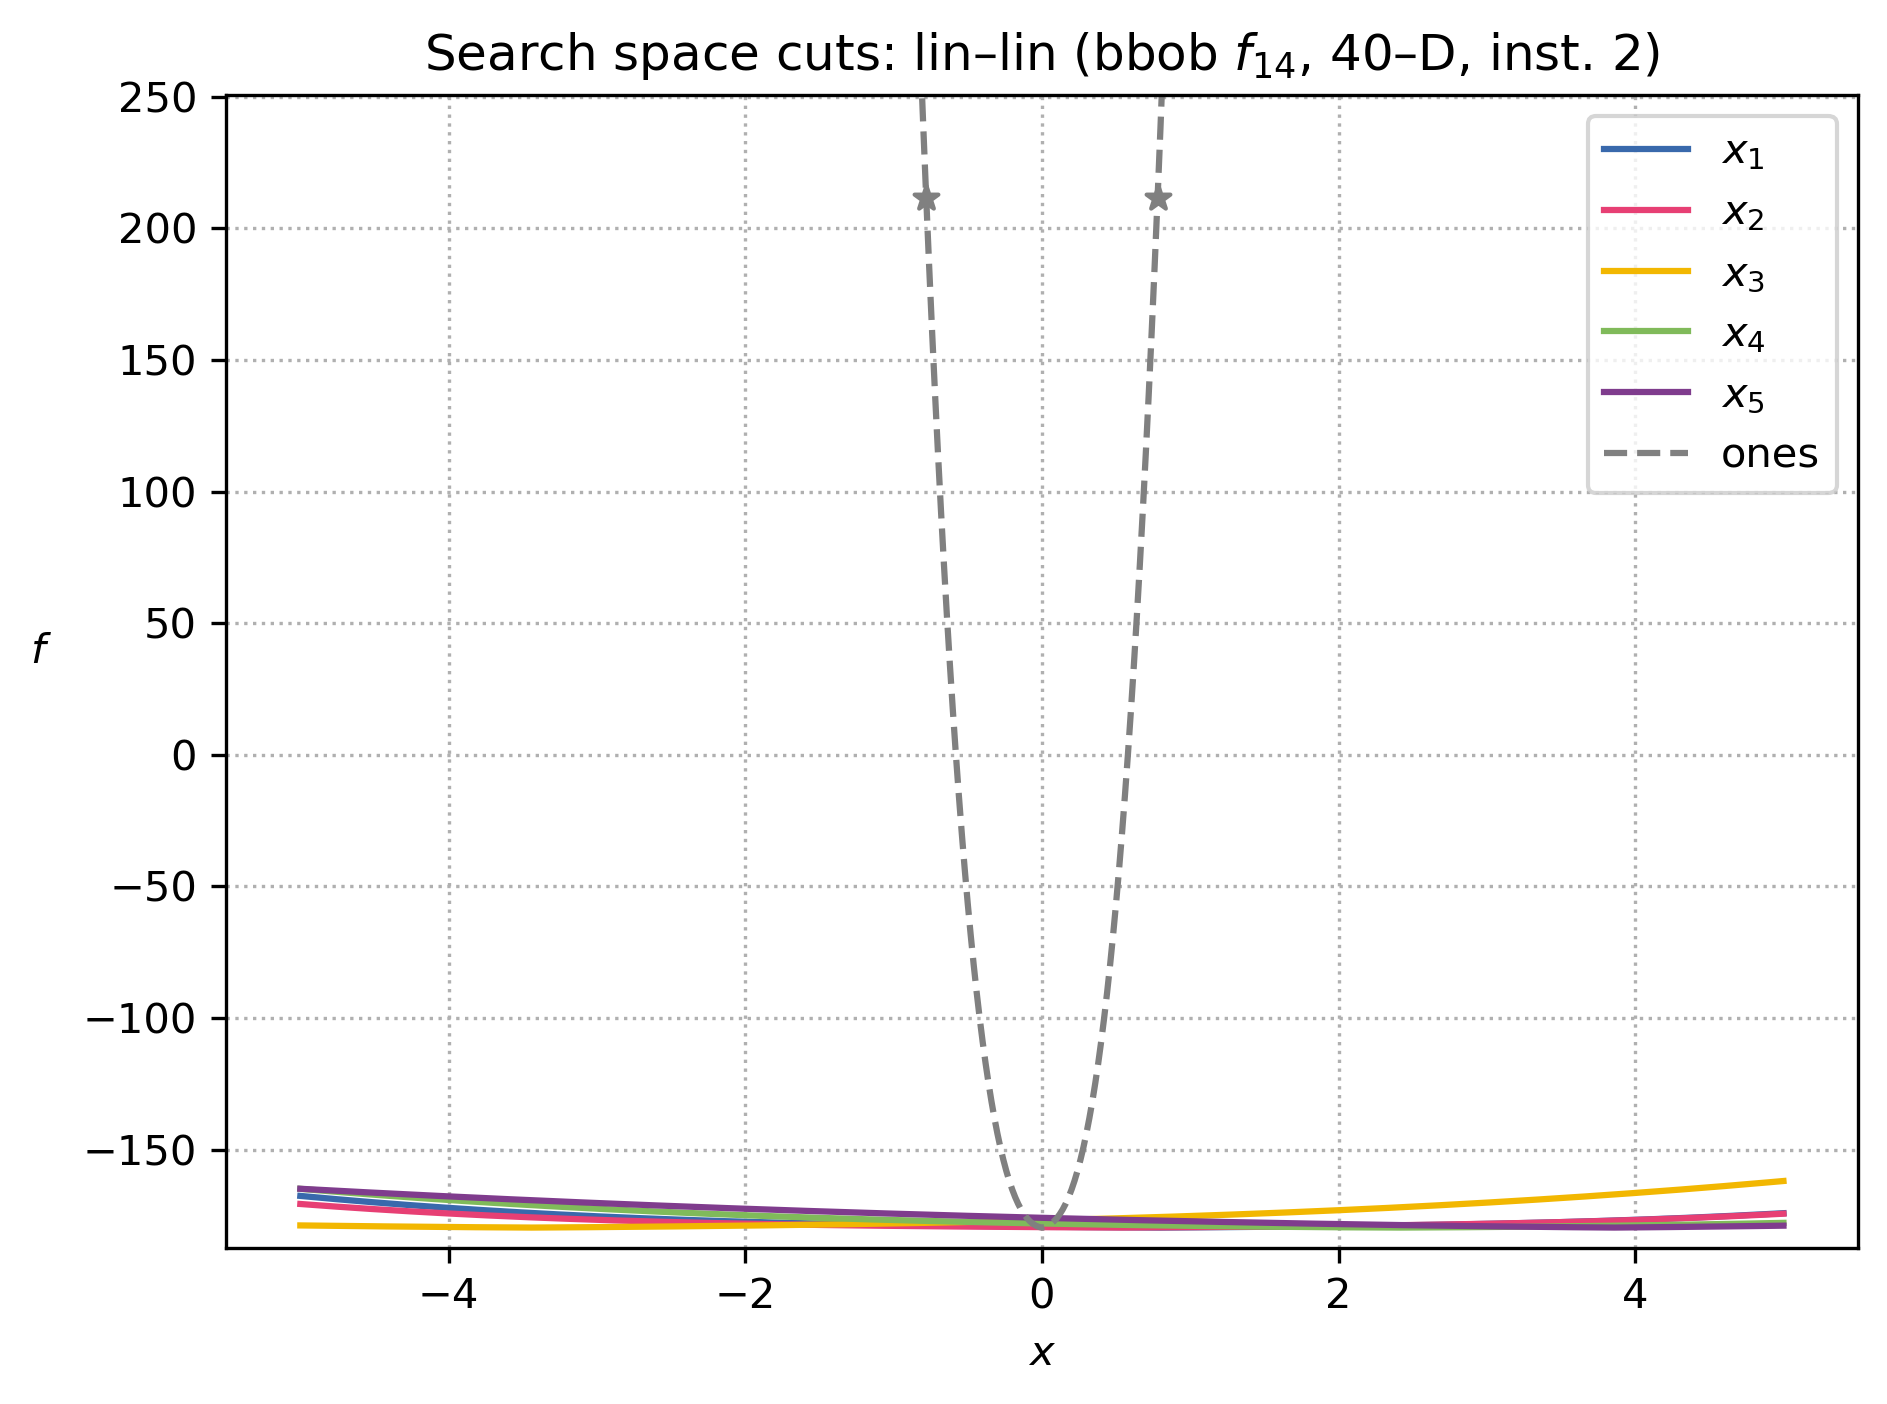 Search space cuts: lin–lin (bbob f₁₄, 40–D, inst. 2)
250
200
150
100
50
0
−50
−100
−150
f
−4
−2
0
2
4
x
x₁
x₂
x₃
x₄
x₅
ones